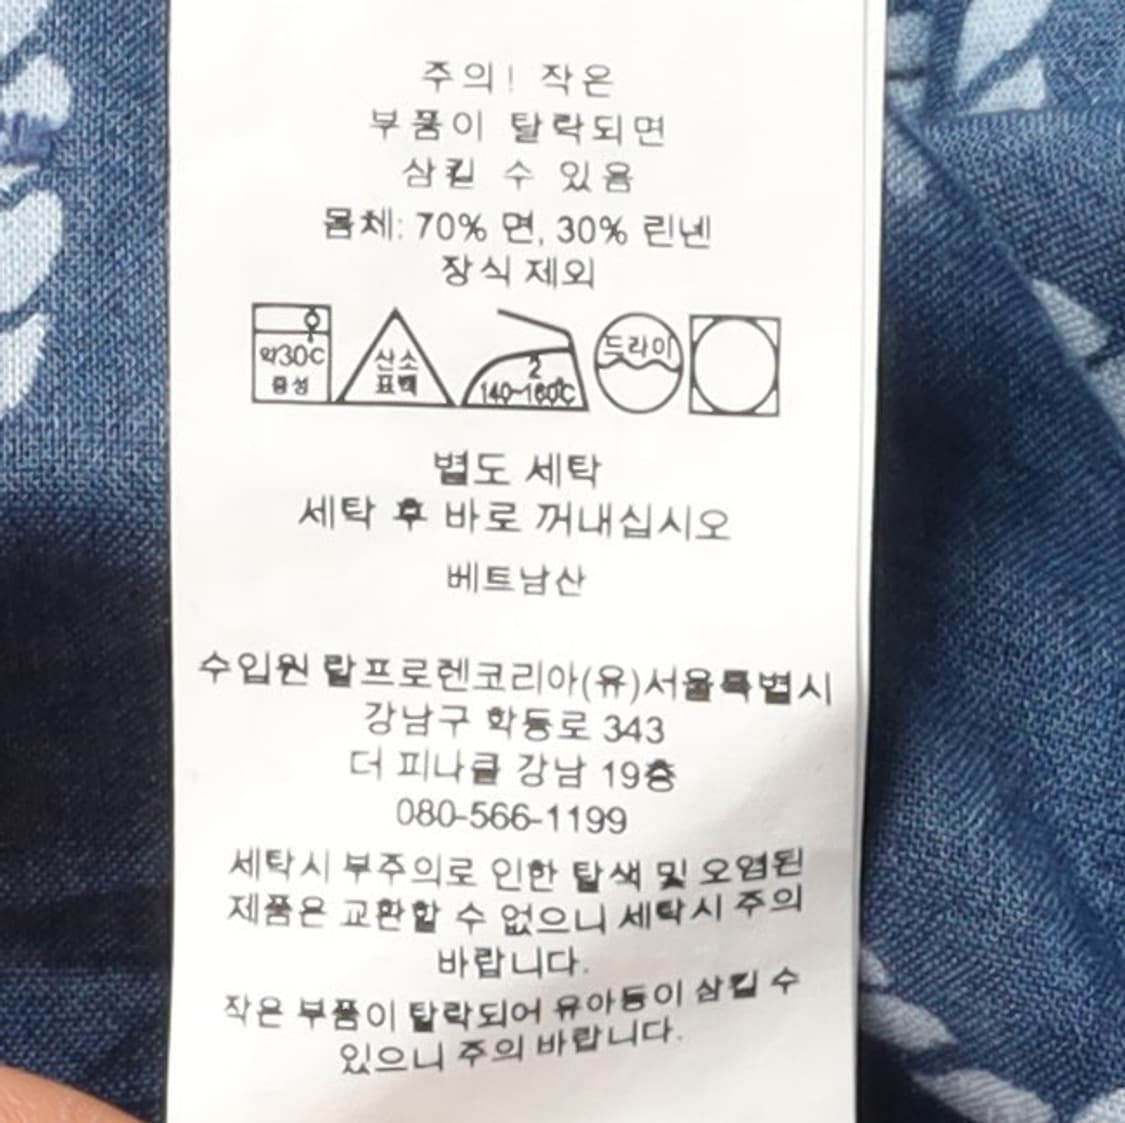 주의! 작은
부품이 탈락되면
삼킬 수 있음
몸체: 70% 면, 30% 린넨
장식 제외
약30℃
중성
산소
표백
2
140~160℃
드라이
별도 세탁
세탁 후 바로 꺼내십시오
베트남산
수입원 랄프로렌코리아(유)서울특별시
강남구 학동로 343
더 피나클 강남 19층
080-566-1199
세탁시 부주의로 인한 탈색 및 오염된
제품은 교환할 수 없으니 세탁시 주의
바랍니다.
작은 부품이 탈락되어 유아등이 삼킬 수
있으니 주의 바랍니다.